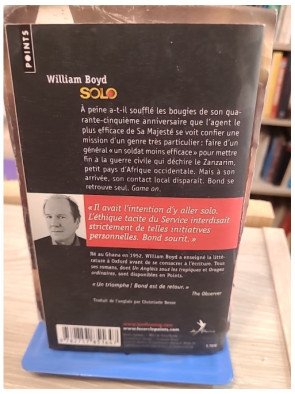 POINTS
William Boyd
SOLO
À peine a-t-il soufflé les bougies de son qua-
rante-cinquième anniversaire que l'agent le
plus efficace de Sa Majesté se voit confier une
mission d'un genre très particulier : faire d'un
général « un soldat moins efficace » pour mettre
fin à la guerre civile qui déchire le Zanzarim,
petit pays d'Afrique occidentale. Mais à son
arrivée, son contact local disparaît. Bond se
retrouve seul. Game on.
« Il avait l'intention d'y aller solo.
L'éthique tacite du Service interdisait
strictement de telles initiatives
personnelles. Bond sourit. »
Né au Ghana en 1952, William Boyd a enseigné la litté-
rature à Oxford avant de se consacrer à l'écriture. Tous
ses romans, dont Un Anglais sous les tropiques et Orages
ordinaires, sont disponibles en Points.
« Un triomphe ! Bond est de retour. »
The Observer
Traduit de l'anglais par Christiane Besse
www.lecerclepoints.com